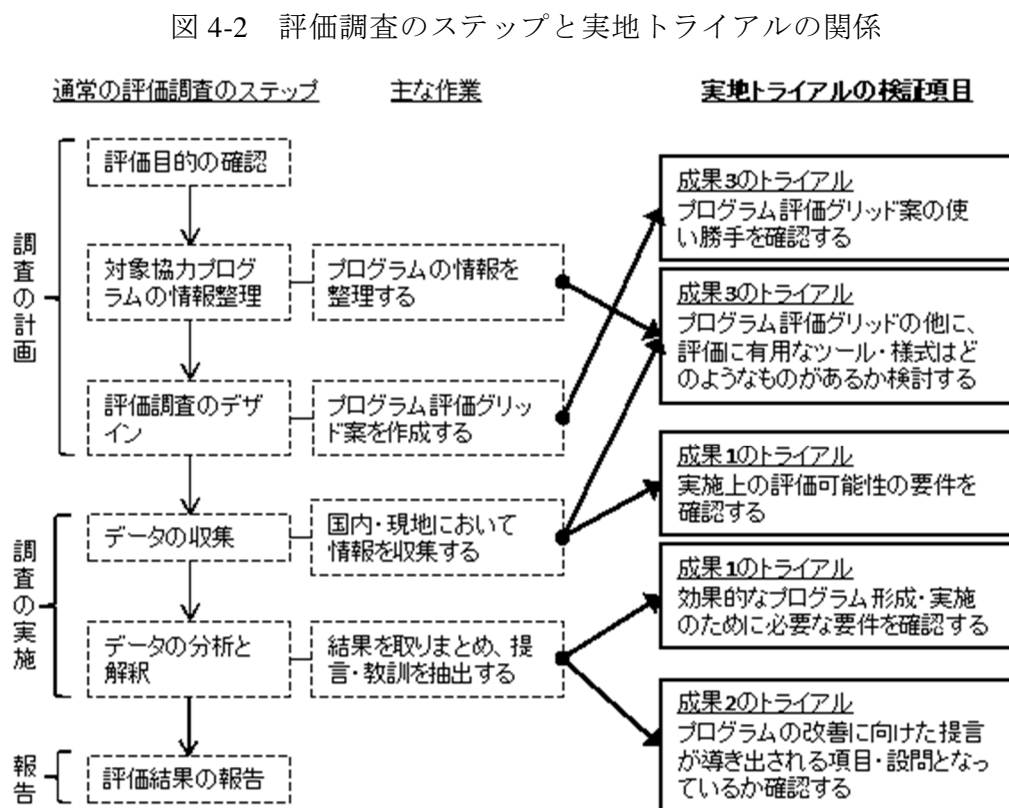 図 4-2 評価調査のステップと実地トライアルの関係
通常の評価調査のステップ
主な作業
実地トライアルの検証項目
調査の計画
評価目的の確認
対象協力プログ
ラムの情報整理
プログラムの情報を
整理する
評価調査のデザ
イン
プログラム評価グリッ
ド案を作成する
調査の実施
データの収集
国内・現地において
情報を収集する
データの分析と
解釈
結果を取りまとめ、提
言・教訓を抽出する
報告
評価結果の報告
成果3のトライアル
プログラム評価グリッド案の使
い勝手を確認する
成果3のトライアル
プログラム評価グリッドの他に、
評価に有用なツール・様式はど
のようなものがあるか検討する
成果1のトライアル
実施上の評価可能性の要件を
確認する
成果1のトライアル
効果的なプログラム形成・実施
のために必要な要件を確認する
成果2のトライアル
プログラムの改善に向けた提言
が導き出される項目・設問となっ
ているか確認する